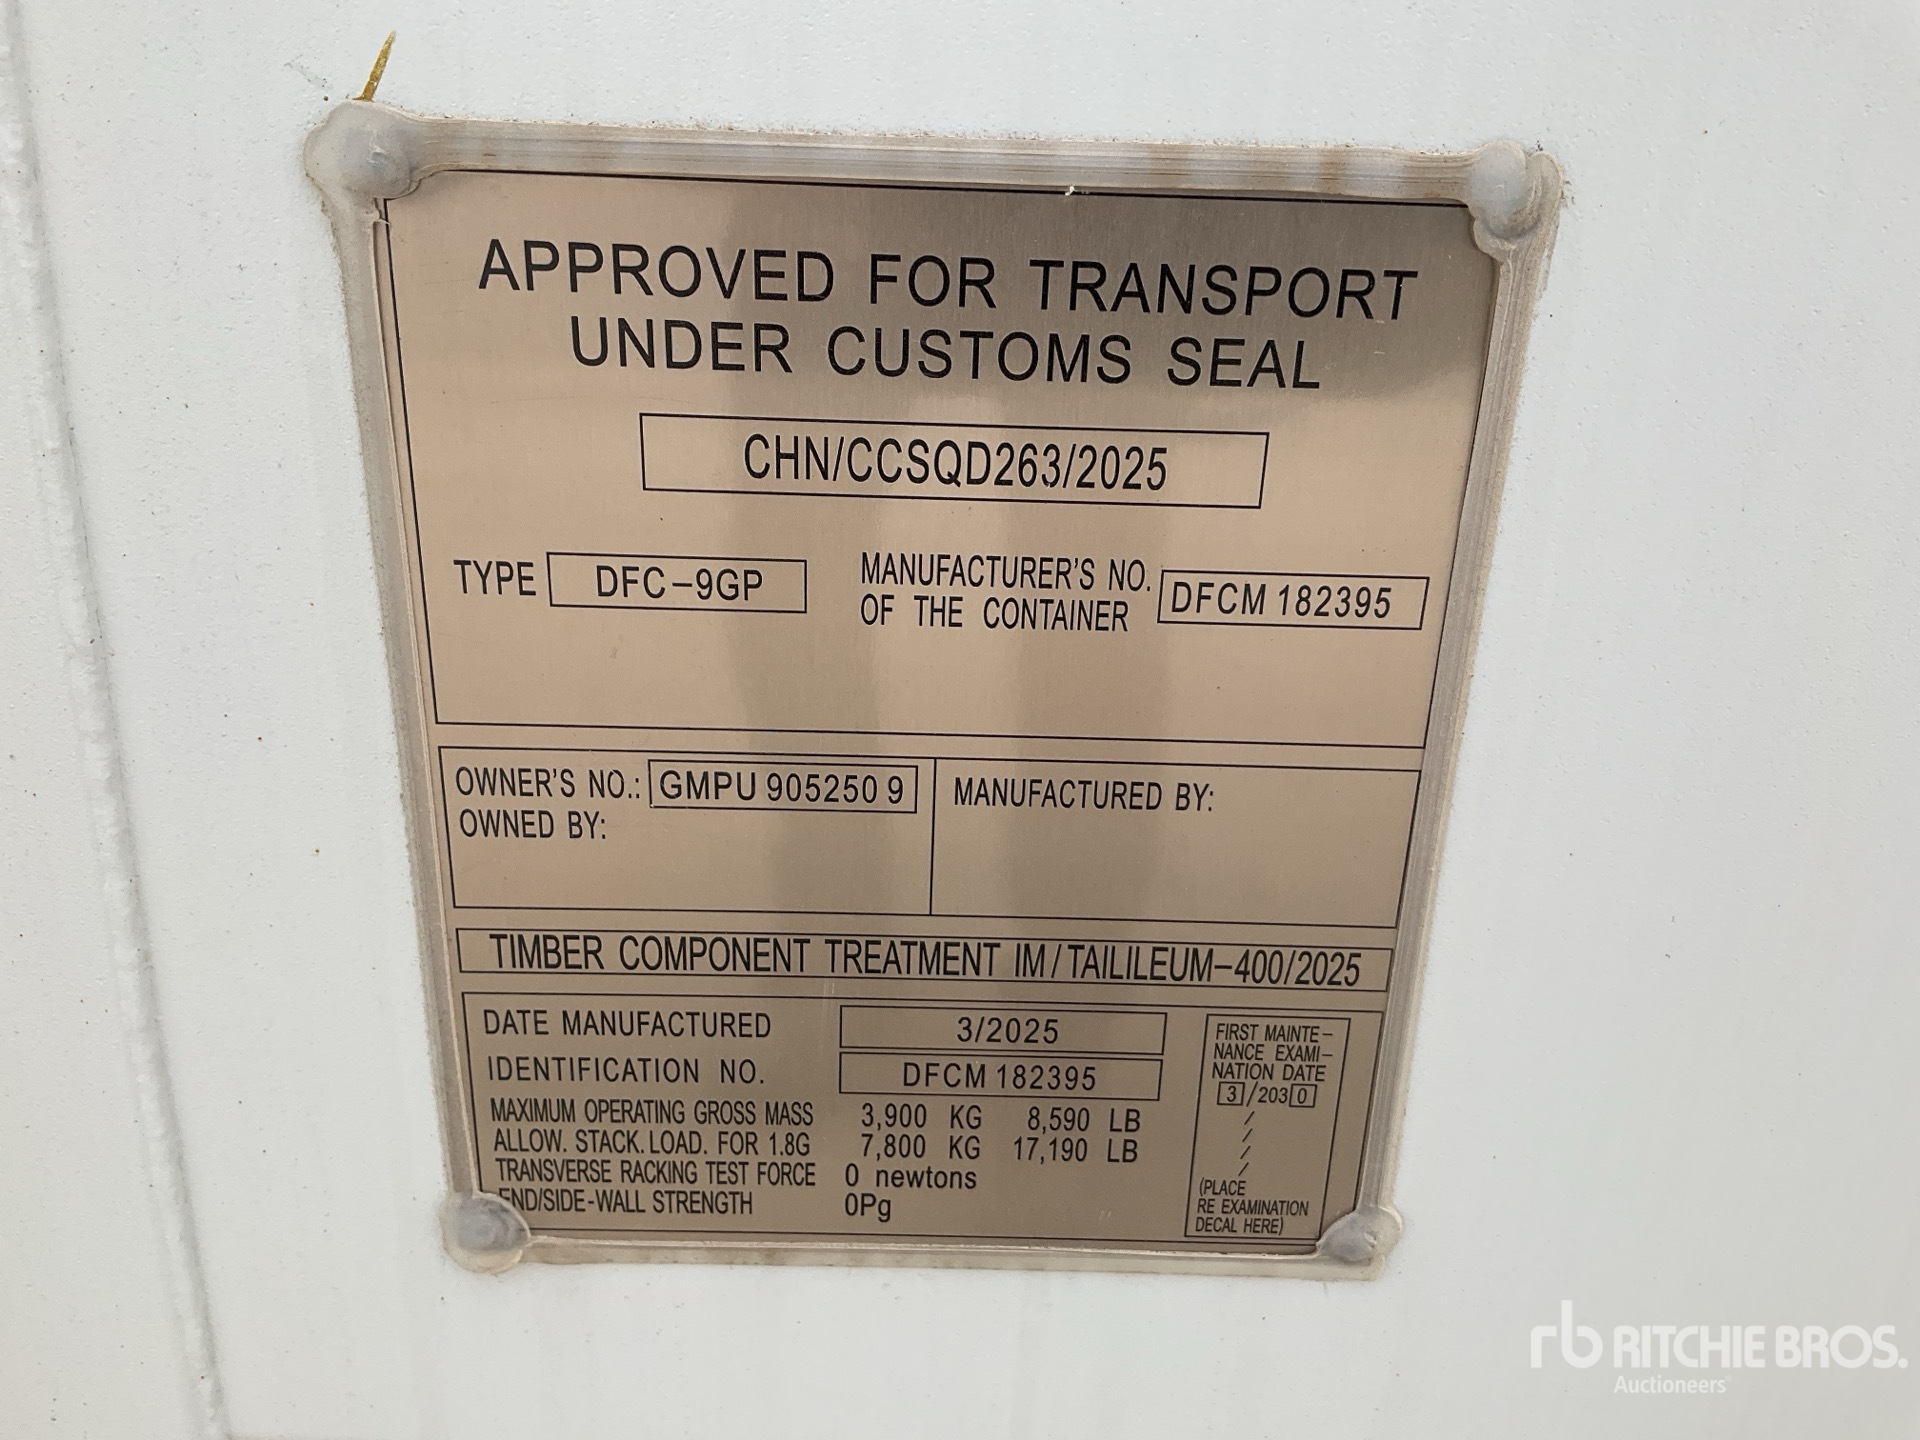 APPROVED FOR TRANSPORT
UNDER CUSTOMS SEAL
CHN/CCSQD263/2025
TYPE DFC-9GP
MANUFACTURER'S NO.
OF THE CONTAINER
DFCM 182395
OWNER'S NO.: GMPU 905250 9
OWNED BY:
MANUFACTURED BY:
TIMBER COMPONENT TREATMENT IM/TAILILEUM-400/2025
DATE MANUFACTURED 3/2025
IDENTIFICATION NO. DFCM 182395
MAXIMUM OPERATING GROSS MASS 3,900 KG 8,590 LB
ALLOW. STACK. LOAD. FOR 1.8G 7,800 KG 17,190 LB
TRANSVERSE RACKING TEST FORCE 0 newtons
END/SIDE-WALL STRENGTH 0Pg
FIRST MAINTE-
NANCE EXAMI-
NATION DATE
3/2030
/
/
/
(PLACE
RE EXAMINATION
DECAL HERE)
rb RITCHIE BROS.
Auctioneers